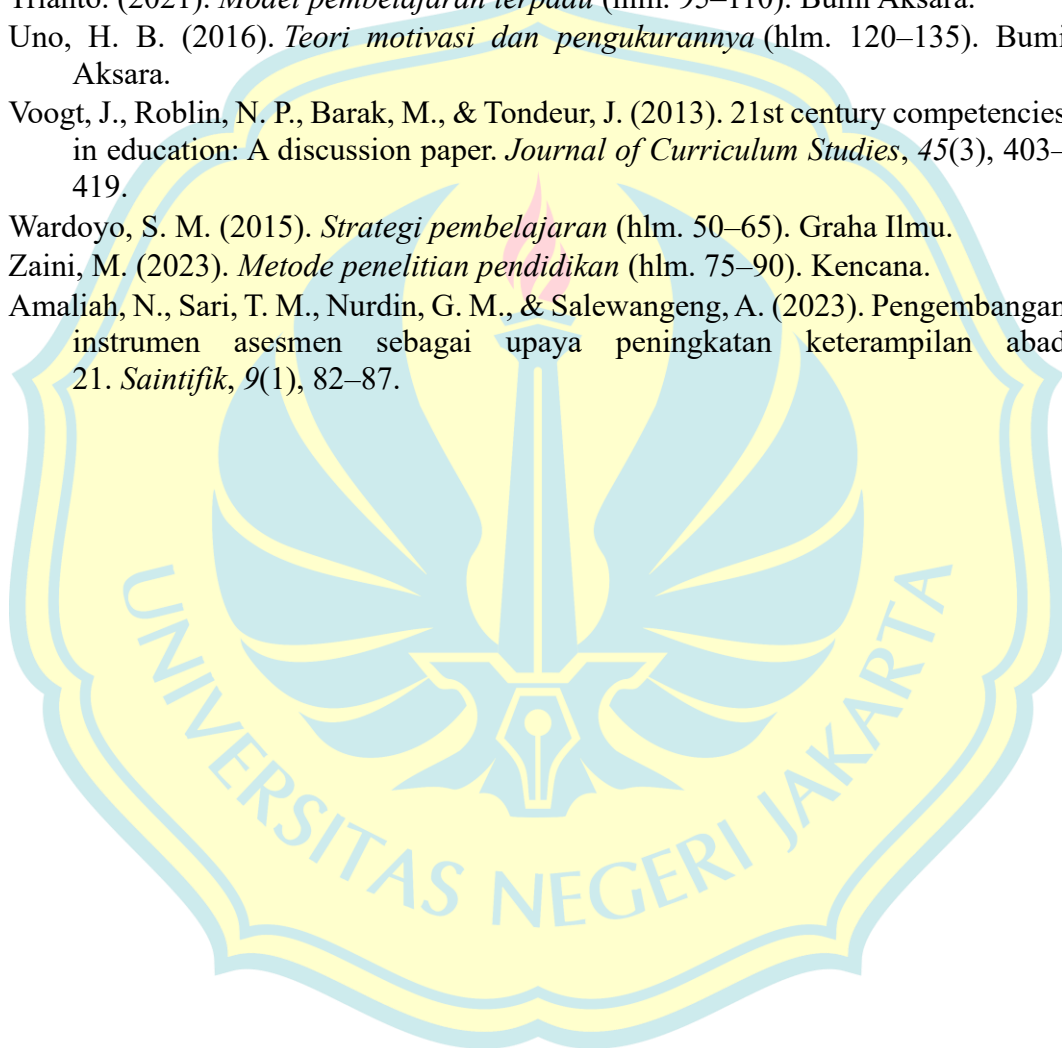 Trianto. (2021). Model pembelajaran terpadu (hlm. 95–110). Bumi Aksara.
Uno, H. B. (2016). Teori motivasi dan pengukurannya (hlm. 120–135). Bumi
Aksara.
Voogt, J., Roblin, N. P., Barak, M., & Tondeur, J. (2013). 21st century competencies
in education: A discussion paper. Journal of Curriculum Studies, 45(3), 403–
419.
Wardoyo, S. M. (2015). Strategi pembelajaran (hlm. 50–65). Graha Ilmu.
Zaini, M. (2023). Metode penelitian pendidikan (hlm. 75–90). Kencana.
Amaliah, N., Sari, T. M., Nurdin, G. M., & Salewangeng, A. (2023). Pengembangan
instrumen asesmen sebagai upaya peningkatan keterampilan abad
21. Saintifik, 9(1), 82–87.
UNIVERSITAS NEGERI JAKARTA